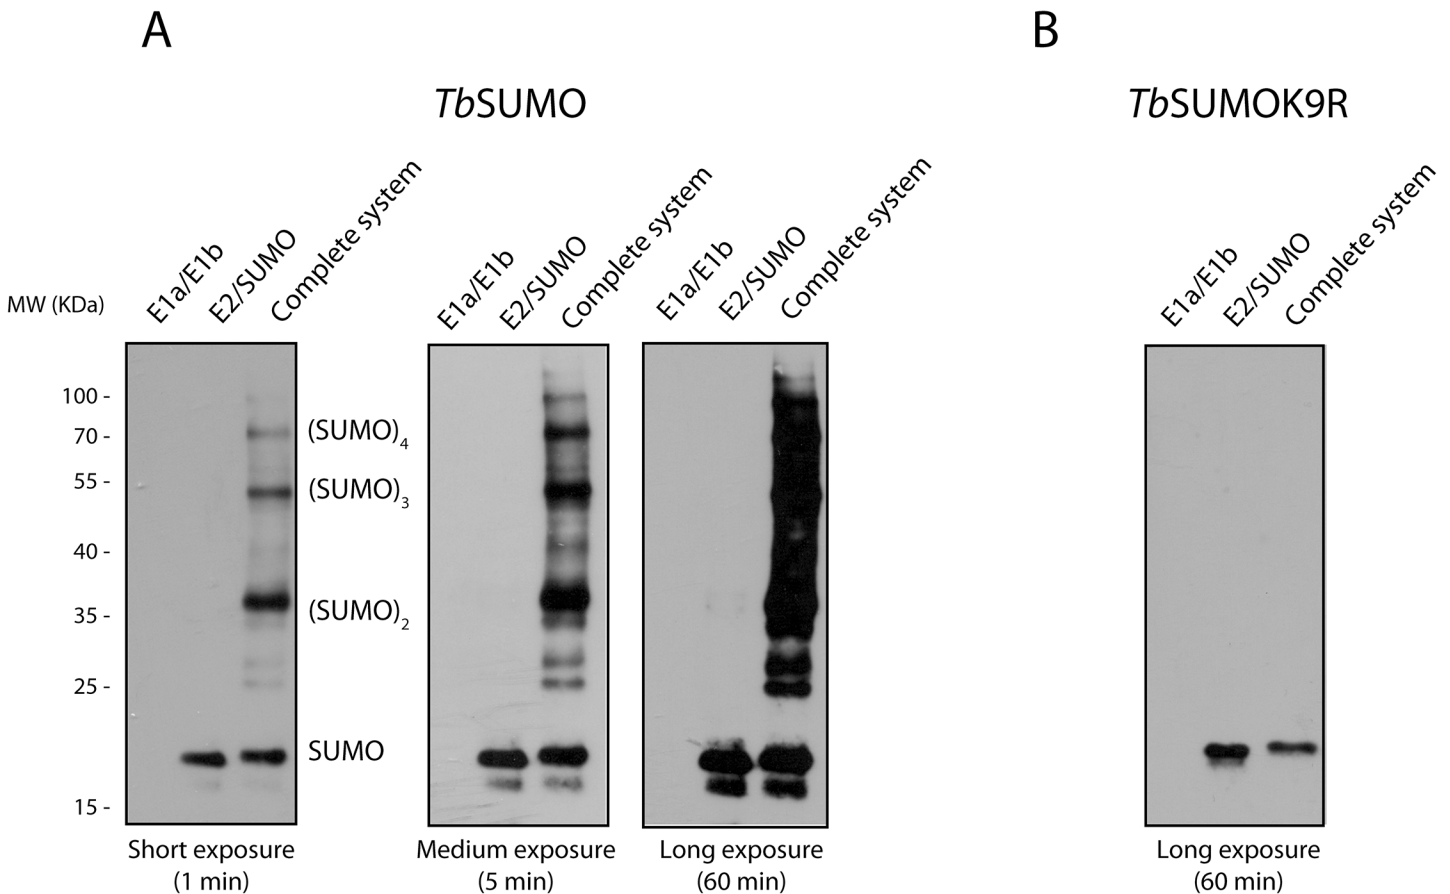 A
B
TbSUMO
TbSUMOK9R
MW (KDa)
E1a/E1b
E2/SUMO
Complete system
E1a/E1b
E2/SUMO
Complete system
E1a/E1b
E2/SUMO
Complete system
E1a/E1b
E2/SUMO
Complete system
100 -
70 -
55 -
40 -
35 -
25 -
15 -
(SUMO)4
(SUMO)3
(SUMO)2
SUMO
Short exposure
(1 min)
Medium exposure
(5 min)
Long exposure
(60 min)
Long exposure
(60 min)